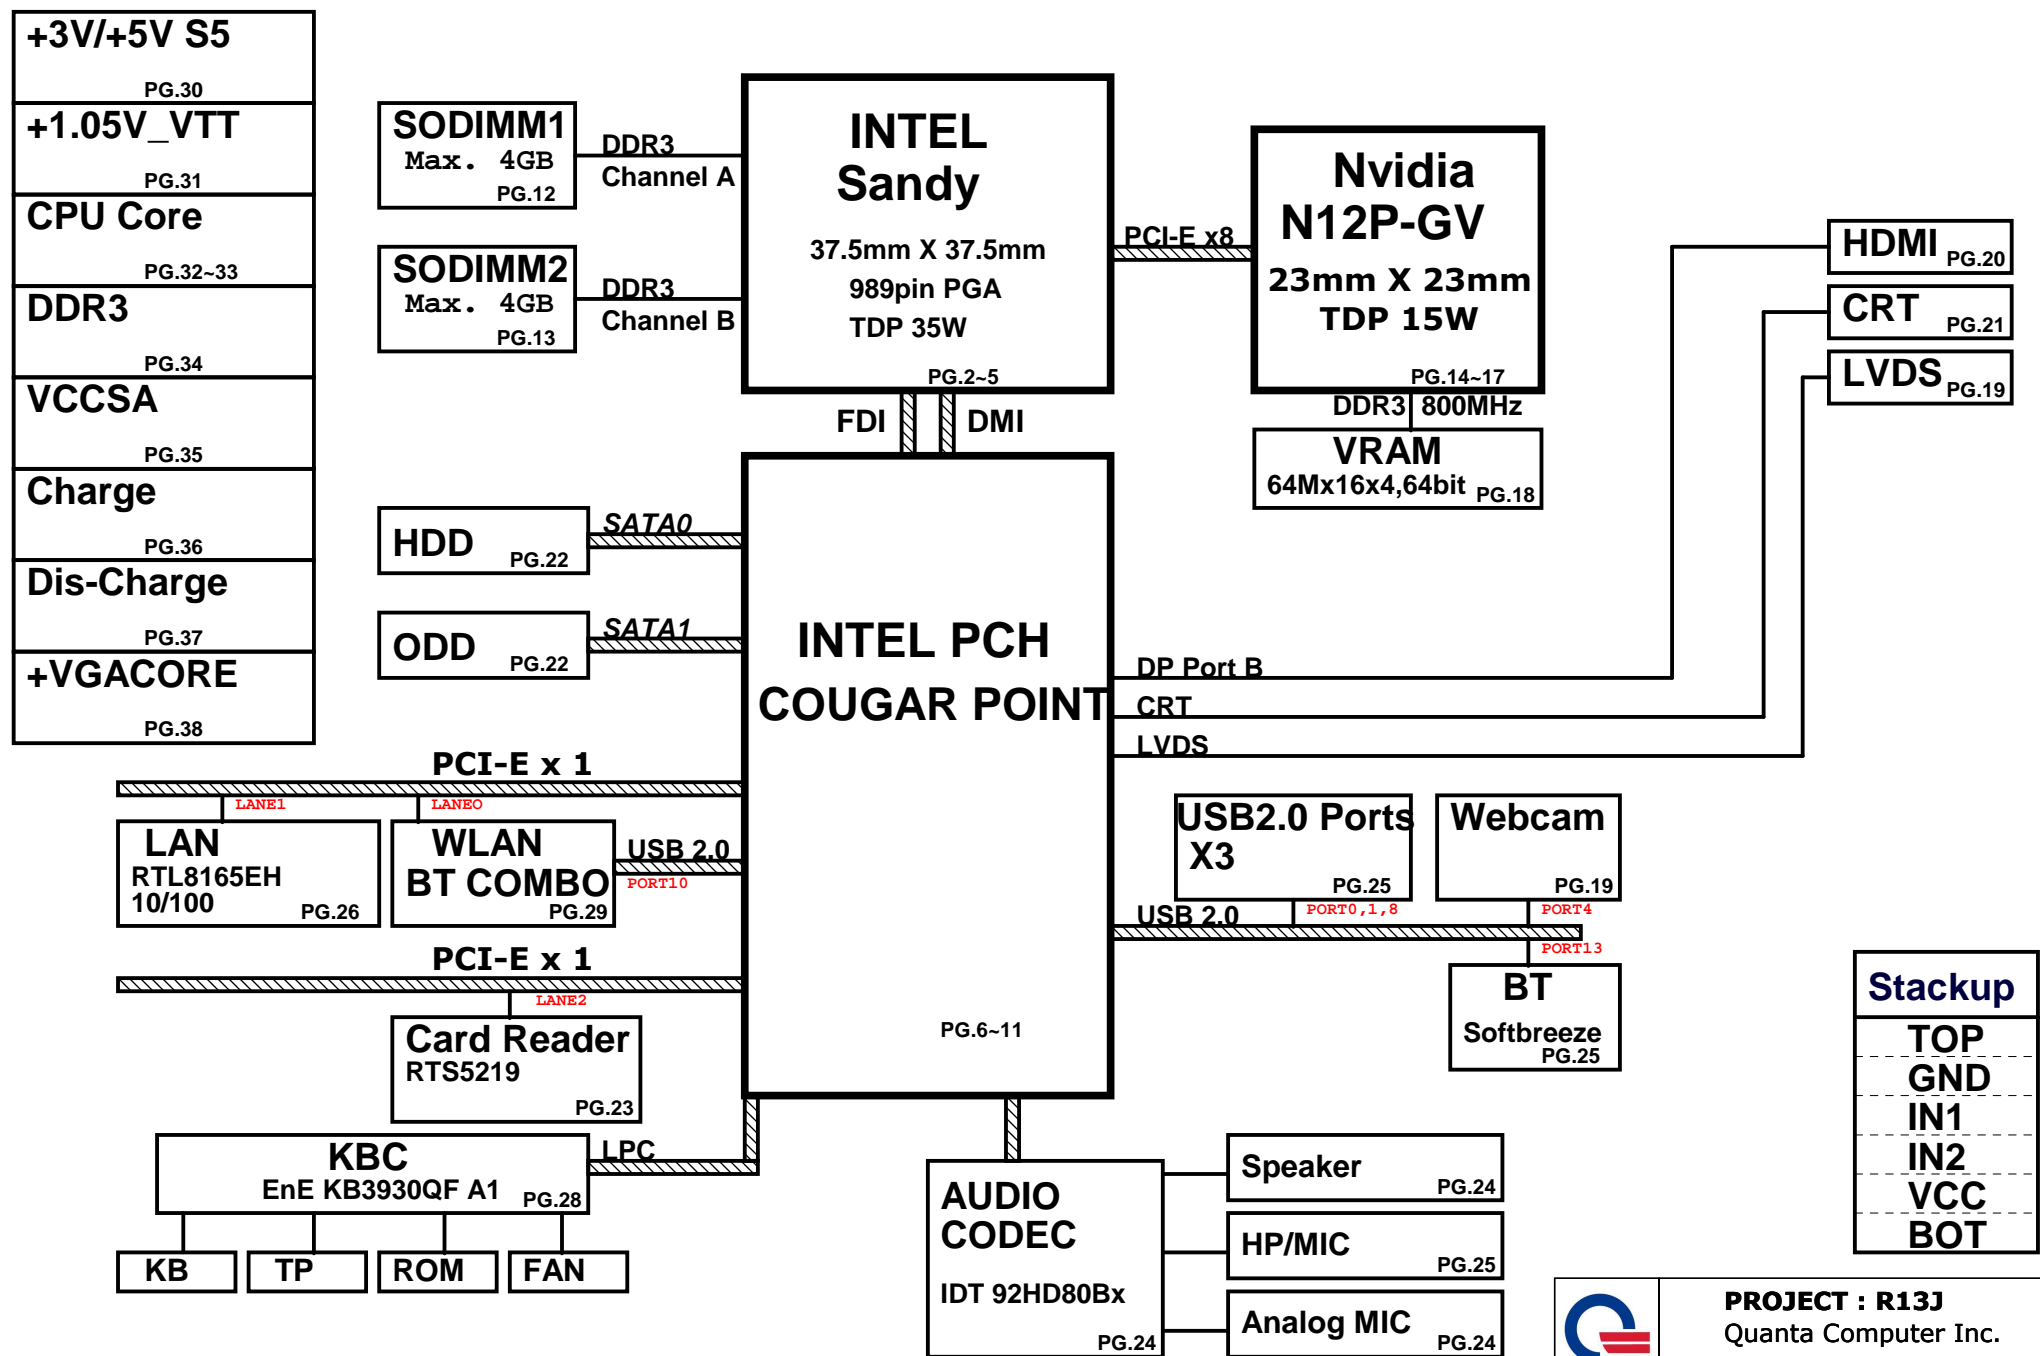 +3V/+5V S5
PG.30
+1.05V_VTT
PG.31
CPU Core
PG.32~33
DDR3
PG.34
VCCSA
PG.35
Charge
PG.36
Dis-Charge
PG.37
+VGACORE
PG.38
SODIMM1
Max. 4GB
PG.12
DDR3
Channel A
SODIMM2
Max. 4GB
PG.13
DDR3
Channel B
INTEL
Sandy
37.5mm X 37.5mm
989pin PGA
TDP 35W
PG.2~5
PCI-E x8
Nvidia
N12P-GV
23mm X 23mm
TDP 15W
PG.14~17
DDR3 800MHz
VRAM
64Mx16x4,64bit PG.18
HDMI PG.20
CRT PG.21
LVDS PG.19
FDI DMI
HDD PG.22
SATA0
ODD PG.22
SATA1
INTEL PCH
COUGAR POINT
PG.6~11
DP Port B
CRT
LVDS
PCI-E x 1
LANE1
LANE0
LAN
RTL8165EH
10/100 PG.26
WLAN
BT COMBO
PG.29
USB 2.0
PORT10
PCI-E x 1
LANE2
Card Reader
RTS5219
PG.23
USB2.0 Ports
X3
PG.25
Webcam
PG.19
USB 2.0
PORT0,1,8
PORT4
PORT13
BT
Softbreeze
PG.25
KBC
EnE KB3930QF A1 PG.28
LPC
KB
TP
ROM
FAN
AUDIO
CODEC
IDT 92HD80Bx
PG.24
Speaker
PG.24
HP/MIC
PG.25
Analog MIC
PG.24
Stackup
TOP
GND
IN1
IN2
VCC
BOT
PROJECT : R13J
Quanta Computer Inc.